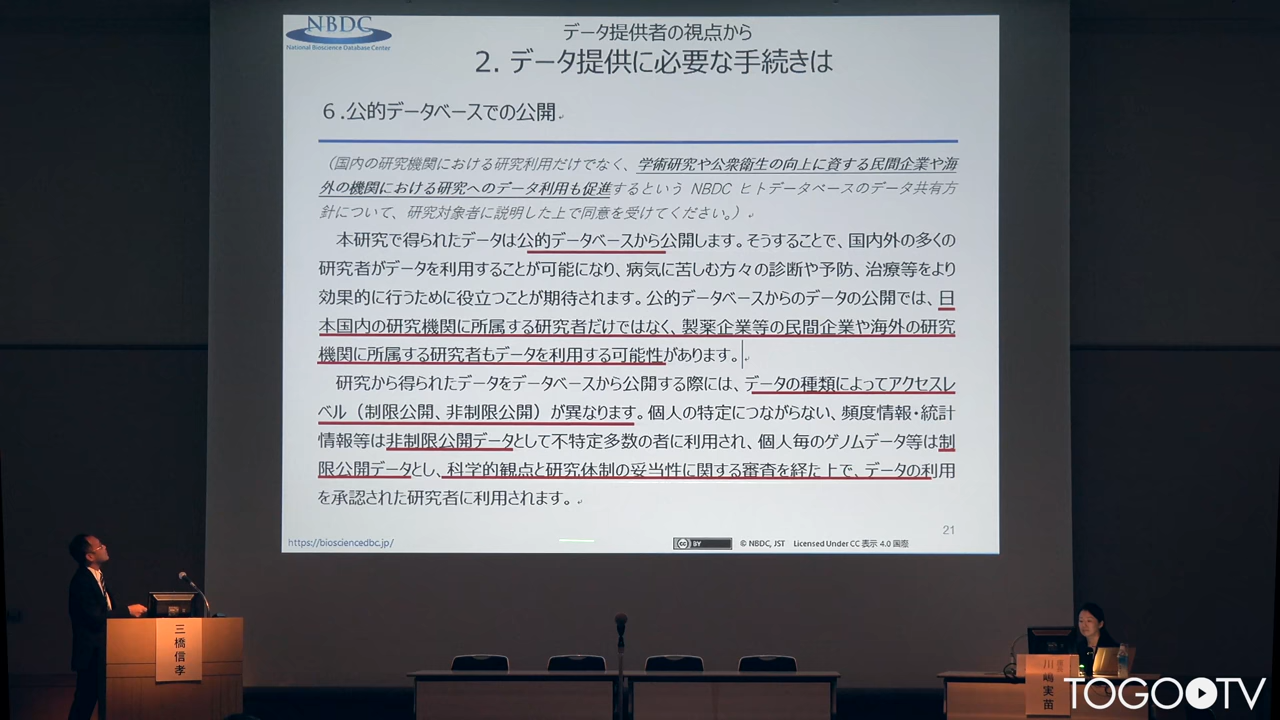 NBDC
National Bioscience Database Center
データ提供者の視点から
2. データ提供に必要な手続きは
６.公的データベースでの公開
（国内の研究機関における研究利用だけでなく、学術研究や公衆衛生の向上に資する民間企業や海
外の機関における研究へのデータ利用も促進するという NBDC ヒトデータベースのデータ共有方
針について、研究対象者に説明した上で同意を受けてください。）
本研究で得られたデータは公的データベースから公開します。そうすることで、国内外の多くの
研究者がデータを利用することが可能になり、病気に苦しむ方々の診断や予防、治療等をより
効果的に行うために役立つことが期待されます。公的データベースからのデータの公開では、日
本国内の研究機関に所属する研究者だけではなく、製薬企業等の民間企業や海外の研究
機関に所属する研究者もデータを利用する可能性があります。
研究から得られたデータをデータベースから公開する際には、データの種類によってアクセスレ
ベル（制限公開、非制限公開）が異なります。個人の特定につながらない、頻度情報・統計
情報等は非制限公開データとして不特定多数の者に利用され、個人毎のゲノムデータ等は制
限公開データとし、科学的観点と研究体制の妥当性に関する審査を経た上で、データの利用
を承認された研究者に利用されます。
21
https://biosciencedbc.jp/
cc BY
© NBDC, JST Licensed Under CC 表示 4.0 国際
三橋信孝
川嶋実苗
TOGO TV